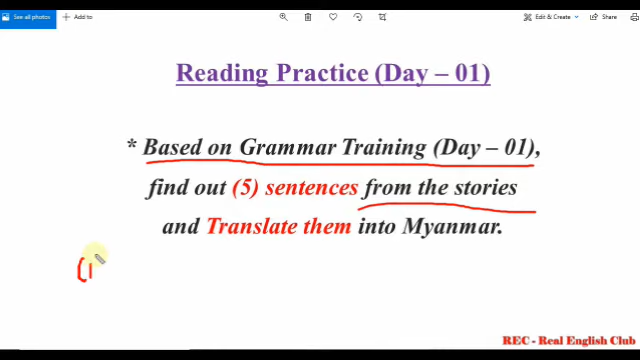 See all photos
Add to
Edit & Create
Share
Reading Practice (Day – 01)
* Based on Grammar Training (Day – 01),
find out (5) sentences from the stories
and Translate them into Myanmar.
(1
REC - Real English Club